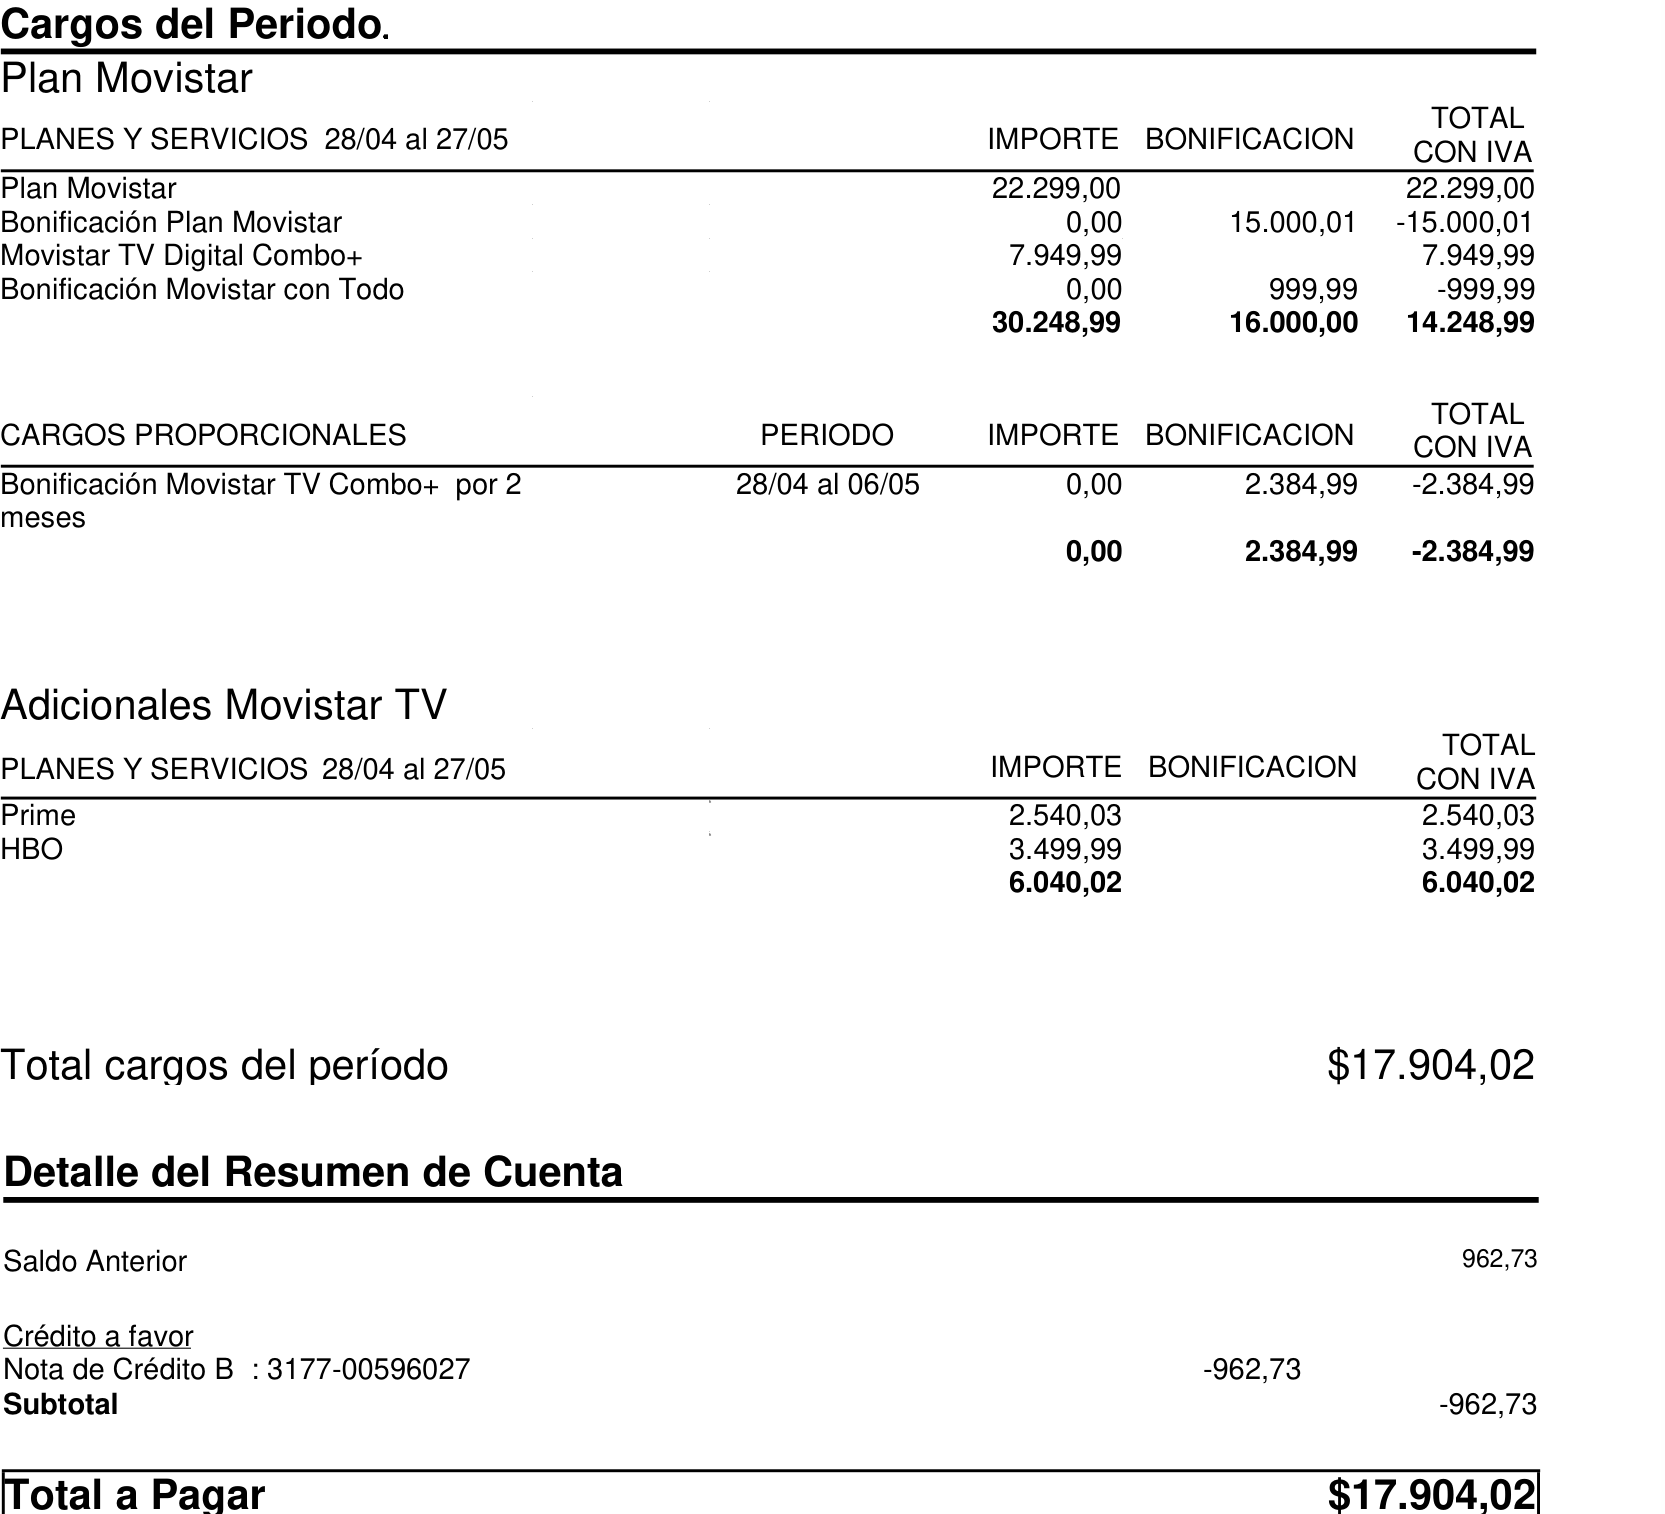 Cargos del Periodo.
Plan Movistar
PLANES Y SERVICIOS 28/04 al 27/05 IMPORTE BONIFICACION TOTAL CON IVA
Plan Movistar 22.299,00 22.299,00
Bonificación Plan Movistar 0,00 15.000,01 -15.000,01
Movistar TV Digital Combo+ 7.949,99 7.949,99
Bonificación Movistar con Todo 0,00 999,99 -999,99
30.248,99 16.000,00 14.248,99
CARGOS PROPORCIONALES PERIODO IMPORTE BONIFICACION TOTAL CON IVA
Bonificación Movistar TV Combo+ por 2 28/04 al 06/05 0,00 2.384,99 -2.384,99
meses
0,00 2.384,99 -2.384,99
Adicionales Movistar TV
PLANES Y SERVICIOS 28/04 al 27/05 IMPORTE BONIFICACION TOTAL CON IVA
Prime 2.540,03 2.540,03
HBO 3.499,99 3.499,99
6.040,02 6.040,02
Total cargos del período $17.904,02
Detalle del Resumen de Cuenta
Saldo Anterior 962,73
Crédito a favor
Nota de Crédito B : 3177-00596027 -962,73
Subtotal -962,73
Total a Pagar $17.904,02